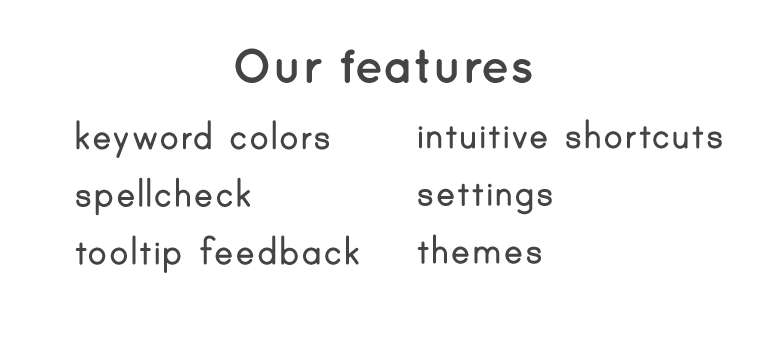 Our features
keyword colors
spellcheck
tooltip feedback
intuitive shortcuts
settings
themes